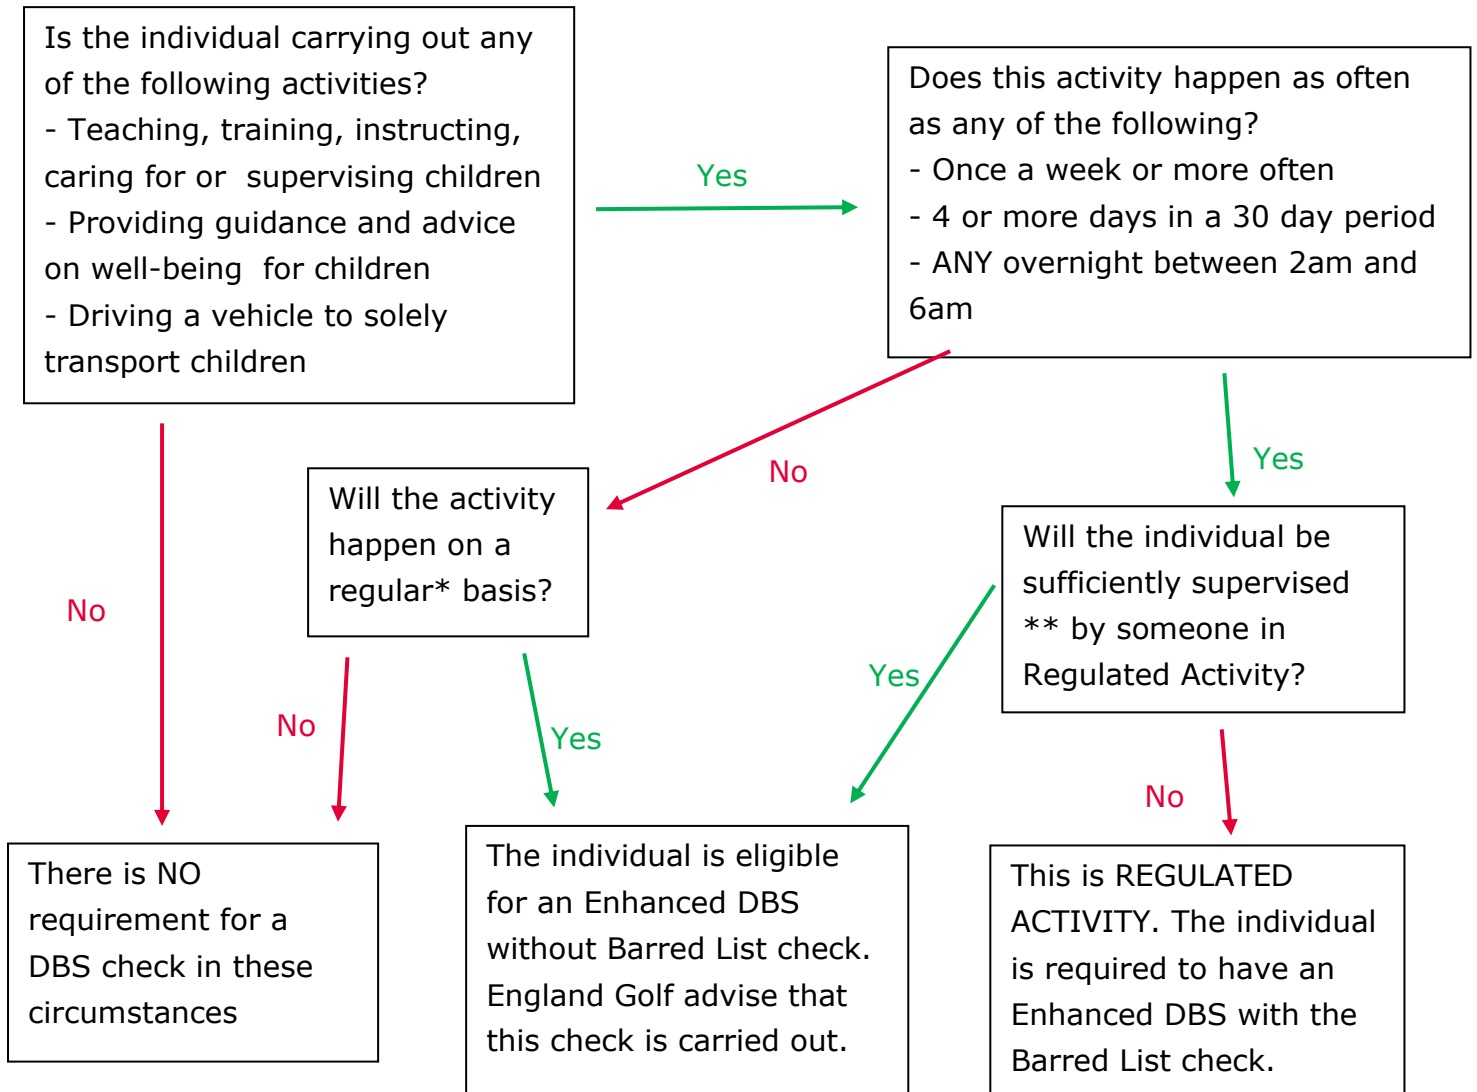 Is the individual carrying out any
of the following activities?
- Teaching, training, instructing,
caring for or  supervising children
- Providing guidance and advice
on well-being  for children
- Driving a vehicle to solely
transport children
Yes
Does this activity happen as often
as any of the following?
- Once a week or more often
- 4 or more days in a 30 day period
- ANY overnight between 2am and
6am
No
No
Yes
Will the activity
happen on a
regular* basis?
Will the individual be
sufficiently supervised
** by someone in
Regulated Activity?
No
Yes
Yes
No
There is NO
requirement for a
DBS check in these
circumstances
The individual is eligible
for an Enhanced DBS
without Barred List check.
England Golf advise that
this check is carried out.
This is REGULATED
ACTIVITY. The individual
is required to have an
Enhanced DBS with the
Barred List check.